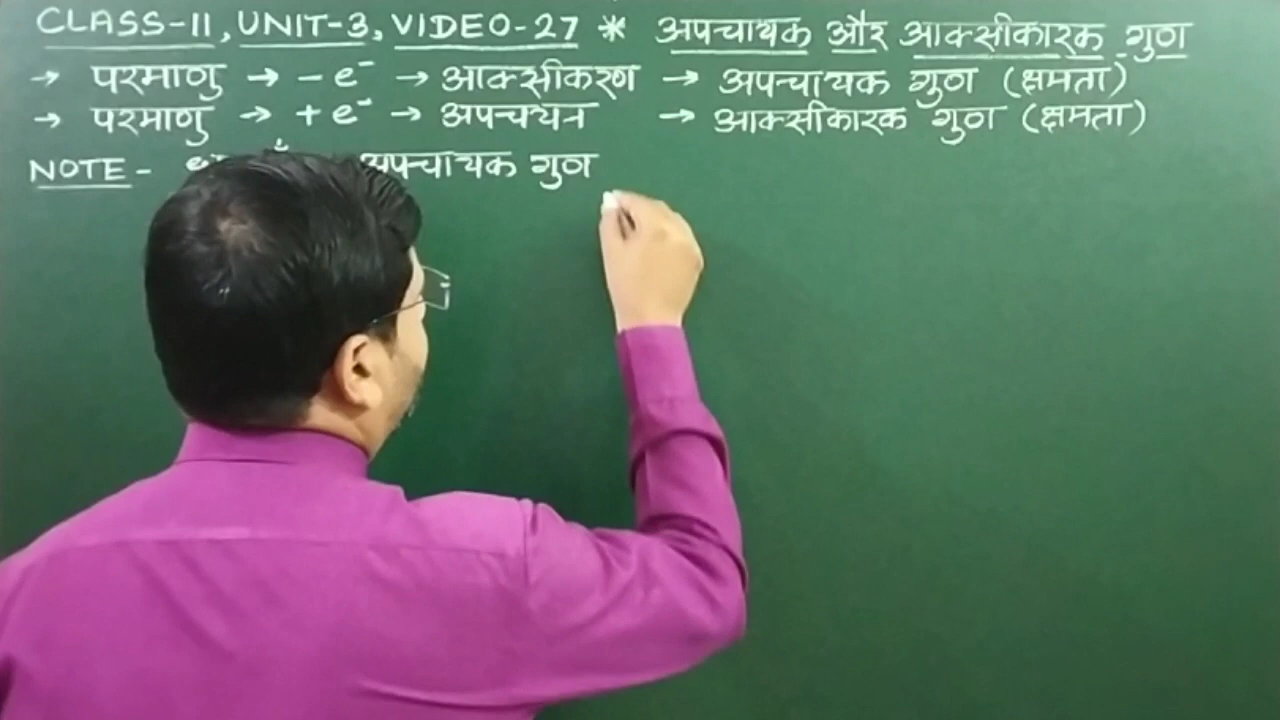 CLASS-11, UNIT-3, VIDEO-27 * अपचायक और आक्सीकारक गुण
→ परमाणु → - e⁻ → आक्सीकरण → अपचायक गुण (क्षमता)
→ परमाणु → + e⁻ → अपचयन → आक्सीकारक गुण (क्षमता)
NOTE - अपचायक गुण